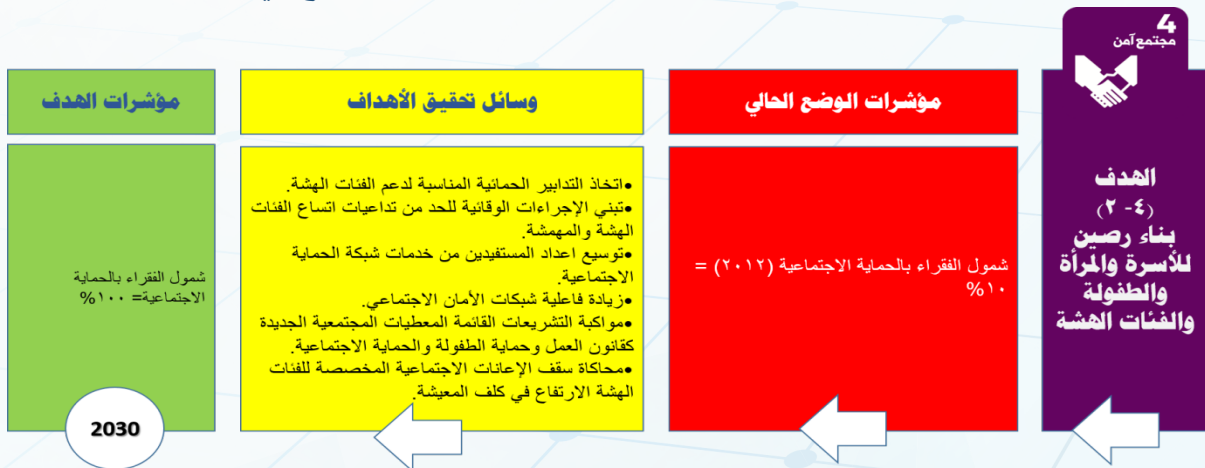 4
مجتمع آمن
الهدف
(٤- ٢)
بناء رصين
للأسرة والمرأة
والطفولة
والفئات الهشة
مؤشرات الوضع الحالي
شمول الفقراء بالحماية الاجتماعية (٢٠١٢) =
١٠%
وسائل تحقيق الأهداف
•اتخاذ التدابير الحمائية المناسبة لدعم الفئات الهشة.
•تبني الإجراءات الوقائية للحد من تداعيات اتساع الفئات
الهشة والمهمشة.
•توسيع اعداد المستفيدين من خدمات شبكة الحماية
الاجتماعية.
•زيادة فاعلية شبكات الأمان الاجتماعي.
•مواكبة التشريعات القائمة المعطيات المجتمعية الجديدة
كقانون العمل وحماية الطفولة والحماية الاجتماعية.
•محاكاة سقف الإعانات الاجتماعية المخصصة للفئات
الهشة الارتفاع في كلف المعيشة.
مؤشرات الهدف
شمول الفقراء بالحماية
الاجتماعية= ١٠٠%
2030